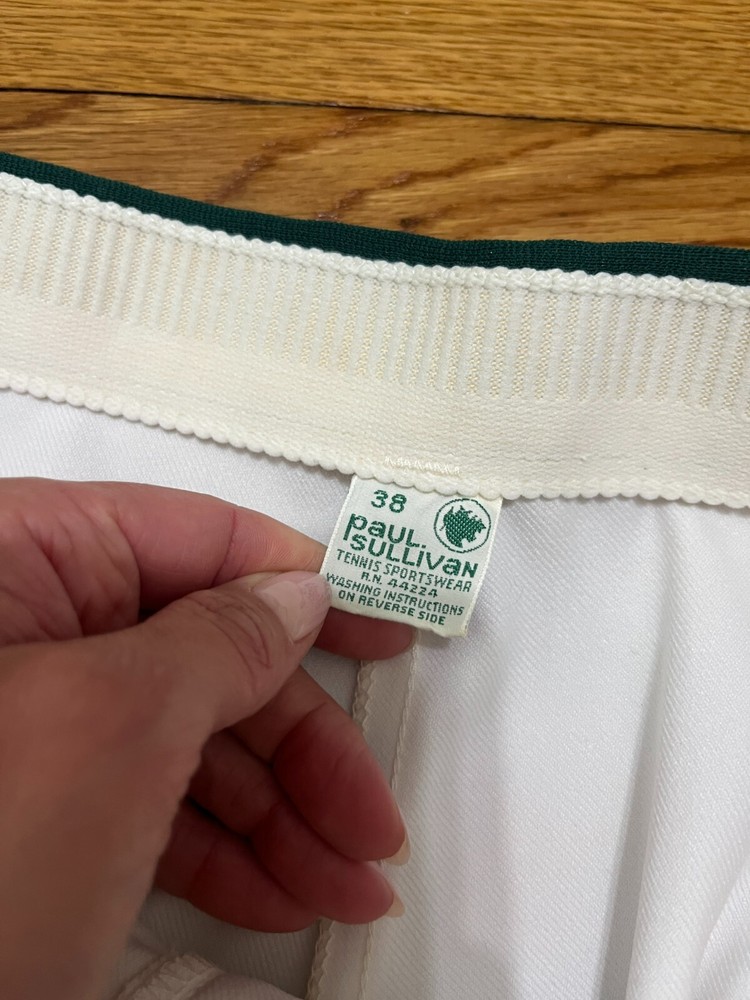 38
paUL
SULLiVAN
TENNIS SPORTSWEAR
R.N. 44224
WASHING INSTRUCTIONS
ON REVERSE SIDE